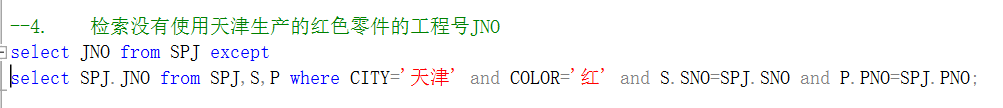 --4.    检索没有使用天津生产的红色零件的工程号JNO
select JNO from SPJ except
select SPJ.JNO from SPJ,S,P where CITY='天津' and COLOR='红' and S.SNO=SPJ.SNO and P.PNO=SPJ.PNO;